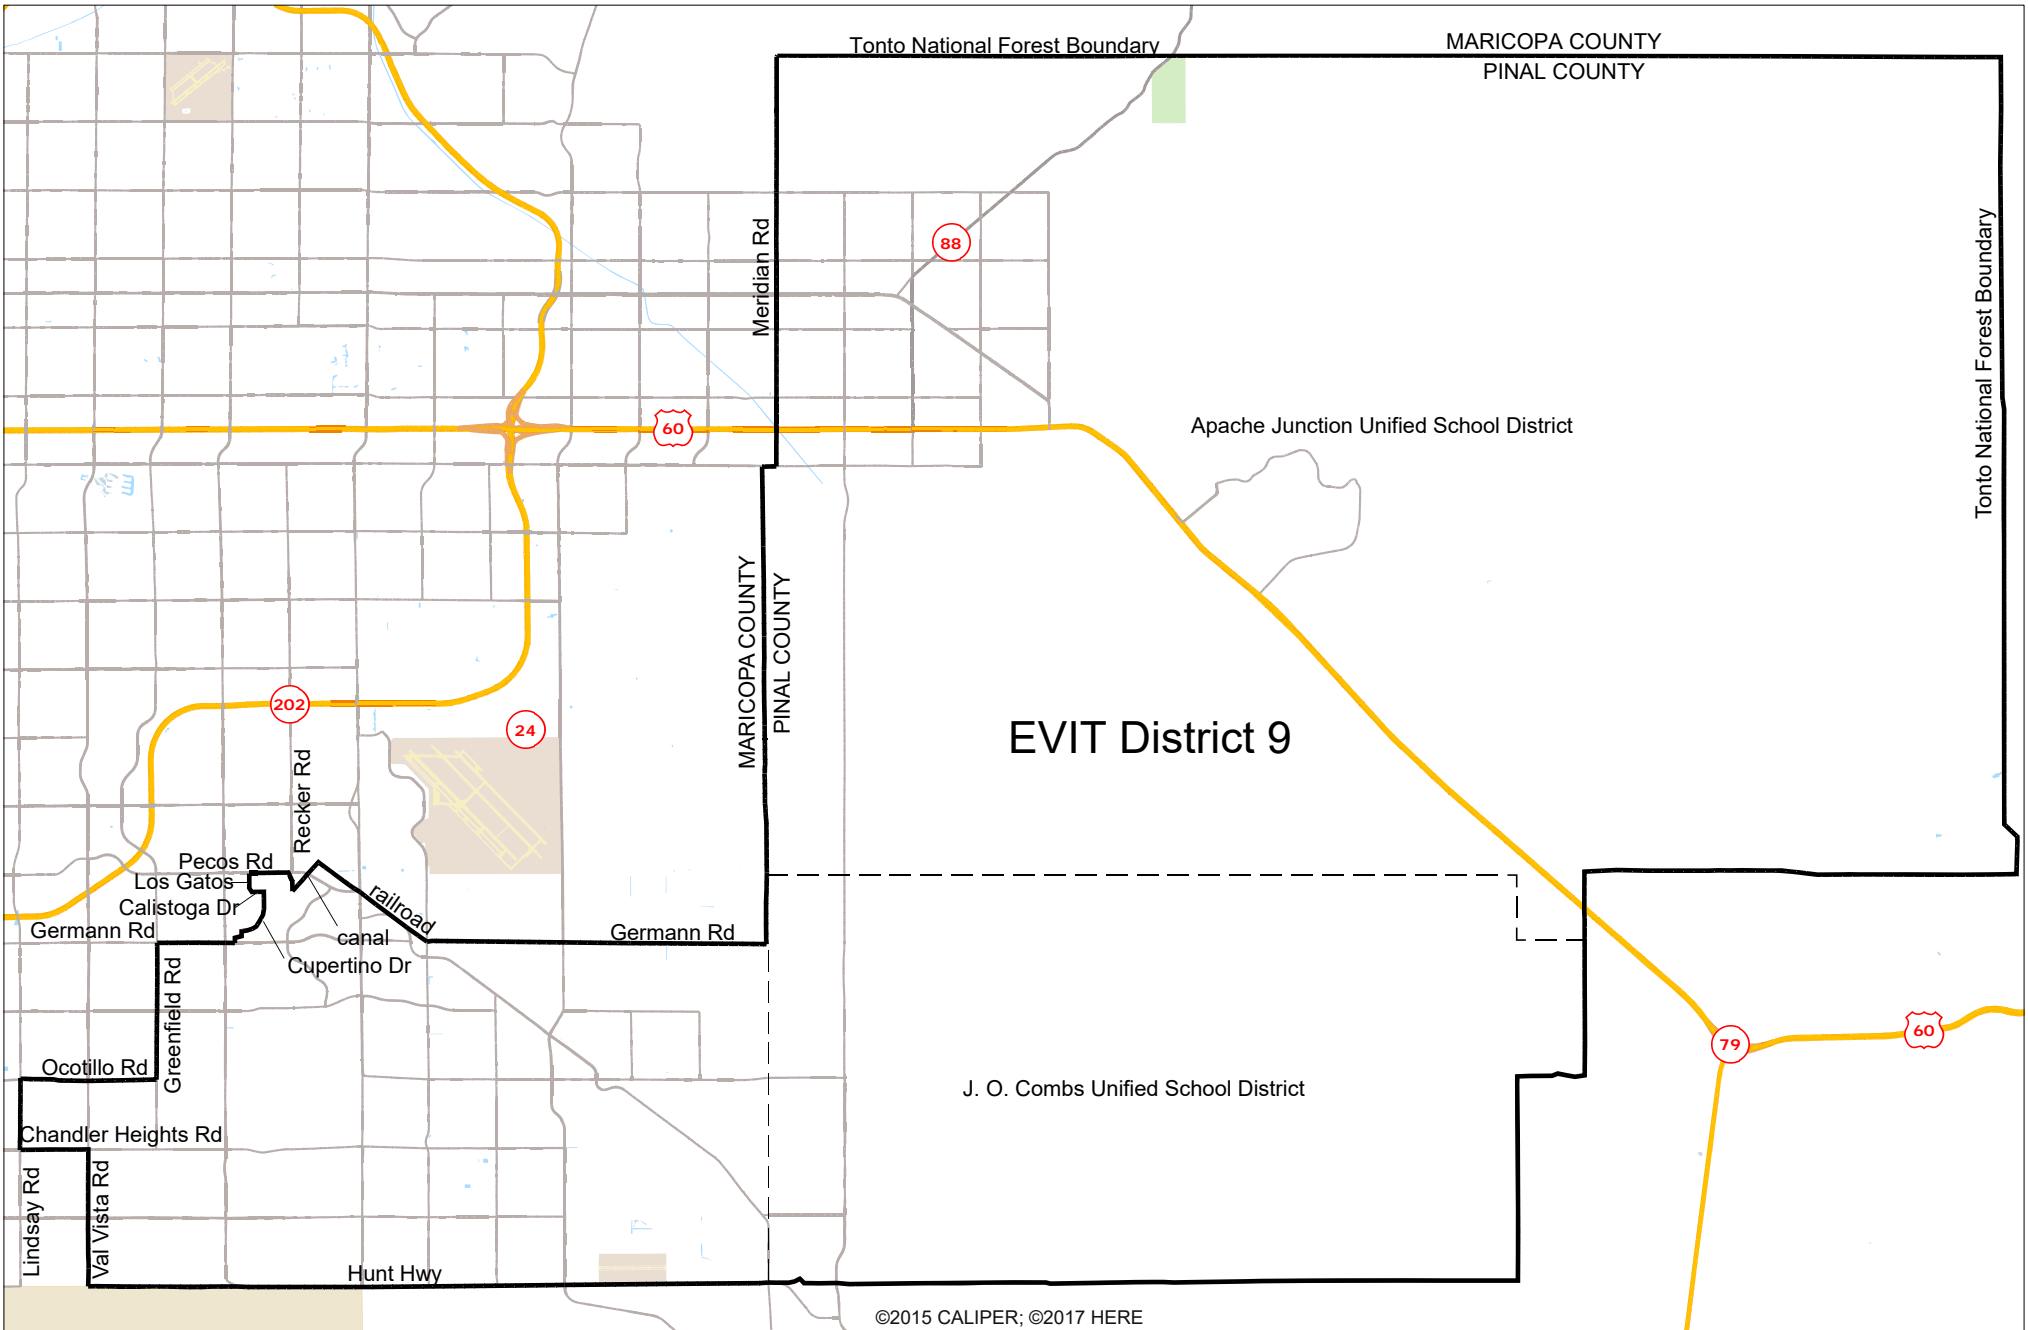 Tonto National Forest Boundary
MARICOPA COUNTY
PINAL COUNTY
88
Meridian Rd
Tonto National Forest Boundary
60
Apache Junction Unified School District
MARICOPA COUNTY
PINAL COUNTY
202
24
EVIT District 9
Recker Rd
Pecos Rd
Los Gatos
Calistoga Dr
railroad
Germann Rd
canal
Germann Rd
Cupertino Dr
Greenfield Rd
60
79
Ocotillo Rd
J. O. Combs Unified School District
Chandler Heights Rd
Lindsay Rd
Val Vista Rd
Hunt Hwy
©2015 CALIPER; ©2017 HERE